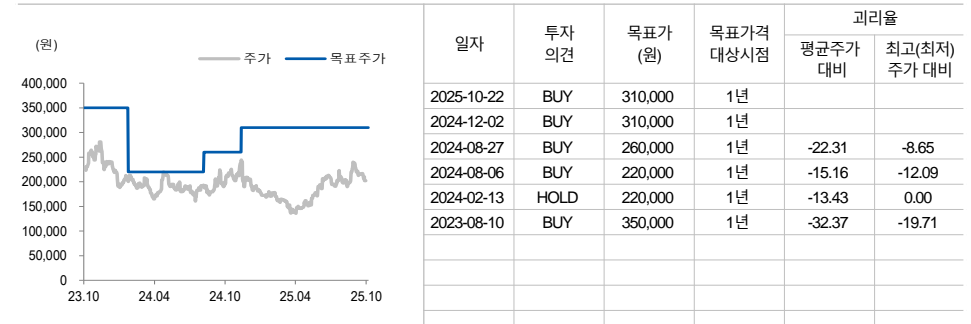 (원)
주가 목표주가
400,000
350,000
300,000
250,000
200,000
150,000
100,000
50,000
0
23.10 24.04 24.10 25.04 25.10
일자 투자의견 목표가(원) 목표가격대상시점 괴리율
평균주가대비 최고(최저)주가 대비
2025-10-22 BUY 310,000 1년
2024-12-02 BUY 310,000 1년
2024-08-27 BUY 260,000 1년 -22.31 -8.65
2024-08-06 BUY 220,000 1년 -15.16 -12.09
2024-02-13 HOLD 220,000 1년 -13.43 0.00
2023-08-10 BUY 350,000 1년 -32.37 -19.71